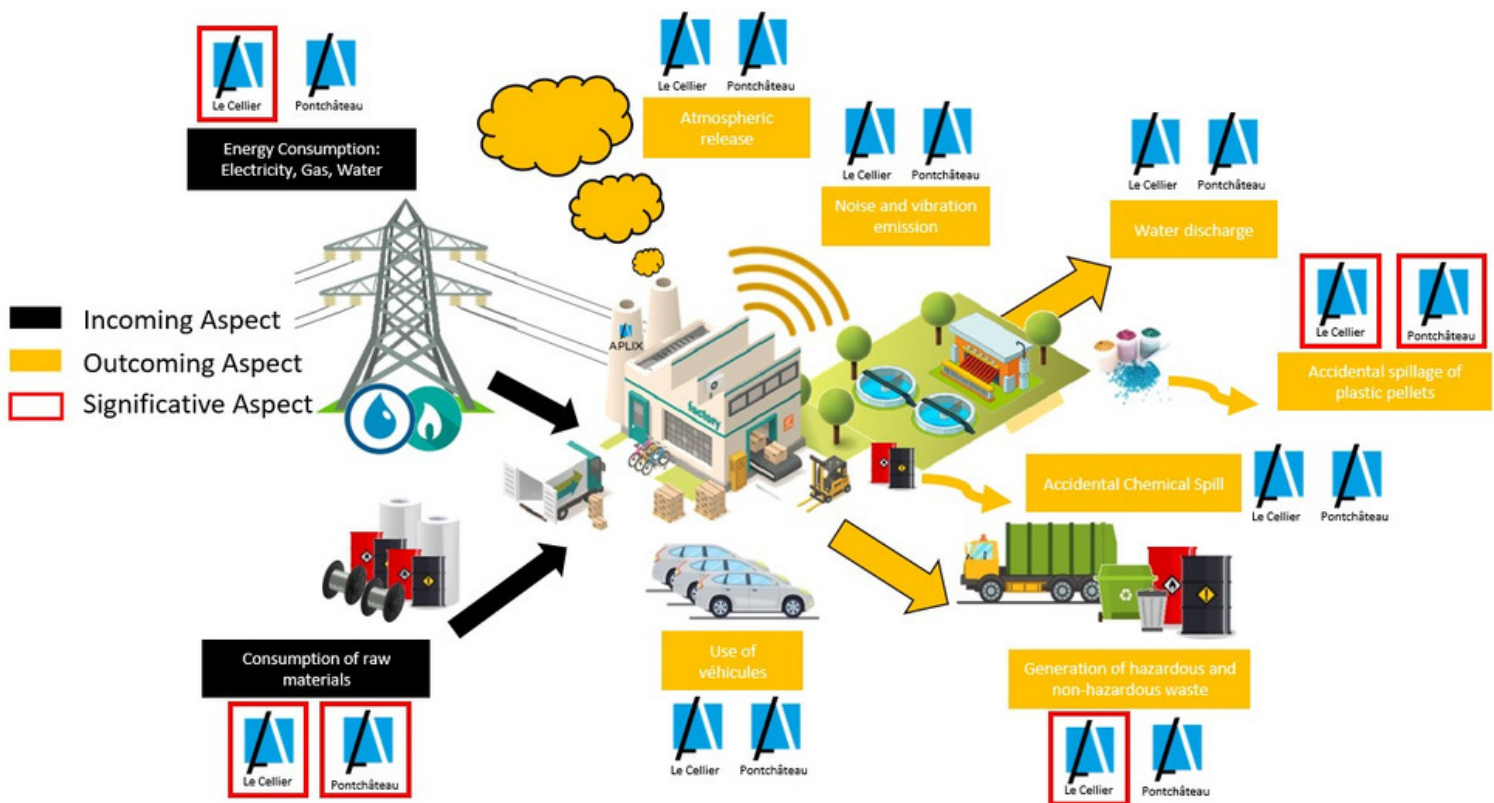 Le Cellier
Pontchâteau
Energy Consumption:
Electricity, Gas, Water
Le Cellier
Pontchâteau
Atmospheric
release
Le Cellier
Pontchâteau
Noise and vibration
emission
Le Cellier
Pontchâteau
Water discharge
Le Cellier
Pontchâteau
Accidental spillage of
plastic pellets
Incoming Aspect
Outcoming Aspect
Significative Aspect
APLIX
factory
Accidental Chemical Spill
Le Cellier
Pontchâteau
Consumption of raw
materials
Le Cellier
Pontchâteau
Use of
véhicules
Le Cellier
Pontchâteau
Generation of hazardous and
non-hazardous waste
Le Cellier
Pontchâteau